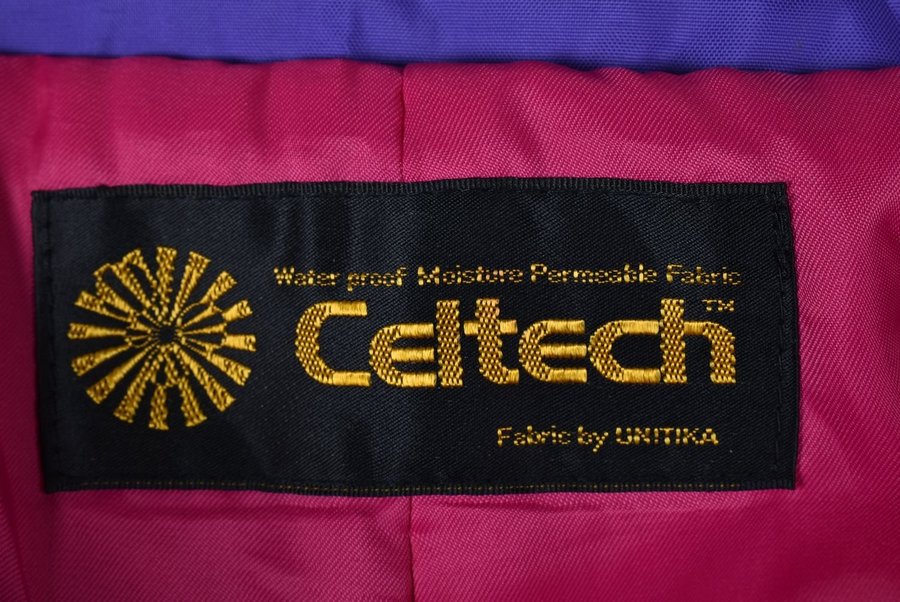 Water proof Moisture Permeable Fabric
Celtech™
Fabric by UNITIKA